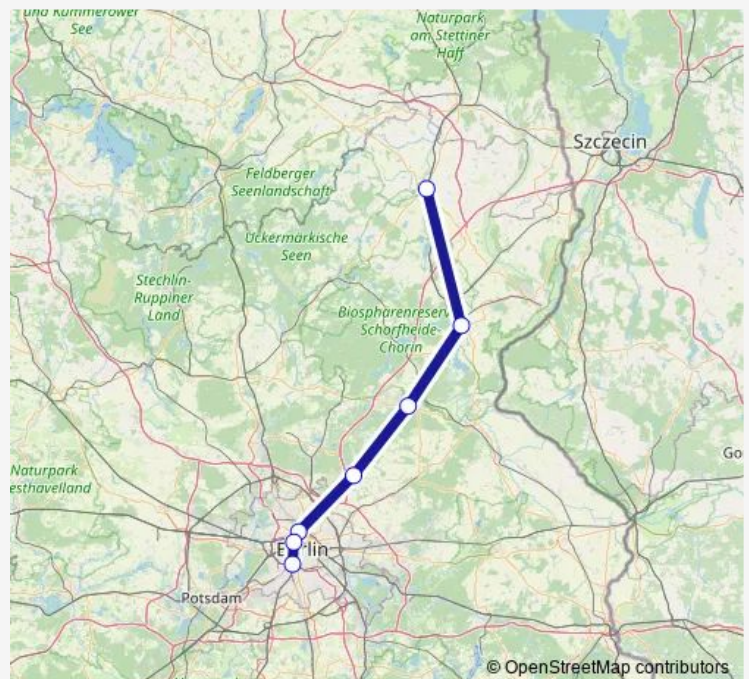 und Kummerower
See
Naturpark
am Stettiner
Haff
Szczecin
Feldberger
Seenlandschaft
Uckermärkische
Seen
Stechlin-
Ruppiner
Land
Biosphärenreserv
Schorfheide-
Chorin
Go
Naturpark
esthavelland
Berlin
Potsdam
© OpenStreetMap contributors